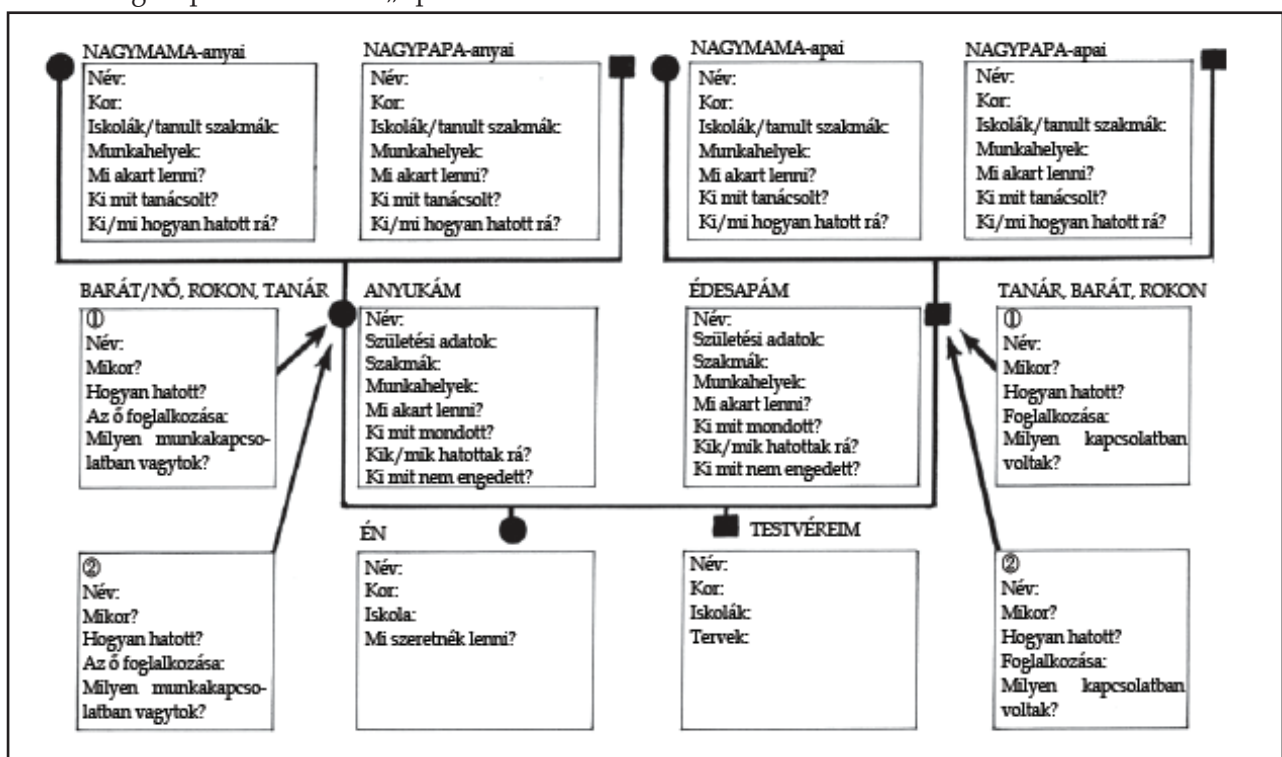 NAGYMAMA-anyai
Név:
Kor:
Iskolák/tanult szakmák:
Munkahelyek:
Mi akart lenni?
Ki mit tanácsolt?
Ki/mi hogyan hatott rá?
NAGYPAPA-anyai
Név:
Kor:
Iskolák/tanult szakmák:
Munkahelyek:
Mi akart lenni?
Ki mit tanácsolt?
Ki/mi hogyan hatott rá?
NAGYMAMA-apai
Név:
Kor:
Iskolák/tanult szakmák:
Munkahelyek:
Mi akart lenni?
Ki mit tanácsolt?
Ki/mi hogyan hatott rá?
NAGYPAPA-apai
Név:
Kor:
Iskolák/tanult szakmák:
Munkahelyek:
Mi akart lenni?
Ki mit tanácsolt?
Ki/mi hogyan hatott rá?
BARÁT/NŐ, ROKON, TANÁR
①
Név:
Mikor?
Hogyan hatott?
Az ő foglalkozása:
Milyen munkakapcso-
latban vagytok?
ANYUKÁM
Név:
Születési adatok:
Szakmák:
Munkahelyek:
Mi akart lenni?
Ki mit mondott?
Kik/mik hatottak rá?
Ki mit nem engedett?
ÉDESAPÁM
Név:
Születési adatok:
Szakmák:
Munkahelyek:
Mi akart lenni?
Ki mit mondott?
Kik/mik hatottak rá?
Ki mit nem engedett?
TANÁR, BARÁT, ROKON
①
Név:
Mikor?
Hogyan hatott?
Foglalkozása:
Milyen kapcsolatban
voltak?
②
Név:
Mikor?
Hogyan hatott?
Az ő foglalkozása:
Milyen munkakapcso-
latban vagytok?
ÉN
Név:
Kor:
Iskola:
Mi szeretnék lenni?
TESTVÉREIM
Név:
Kor:
Iskolák:
Tervek:
②
Név:
Mikor?
Hogyan hatott?
Foglalkozása:
Milyen kapcsolatban
voltak?